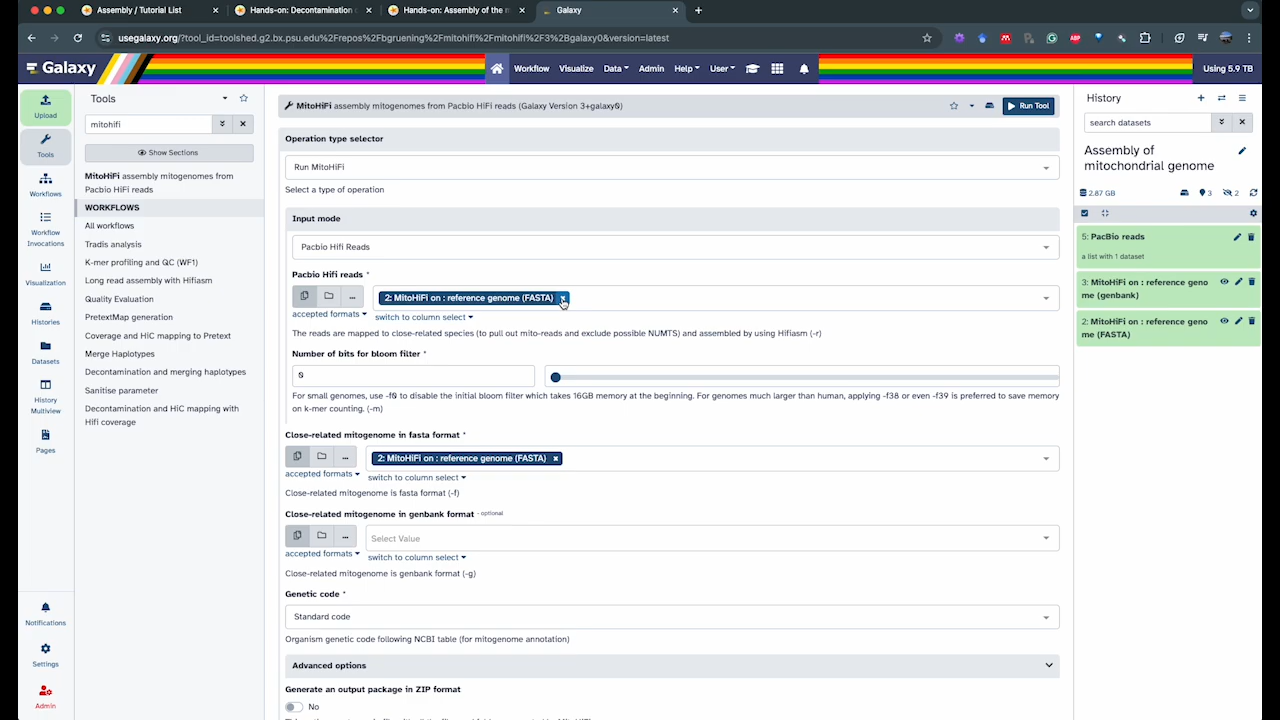 Assembly / Tutorial List
Hands-on: Decontamination
Hands-on: Assembly of the m
Galaxy
usegalaxy.org/?tool_id=toolshed.g2.bx.psu.edu%2Frepos%2Fbgruening%2Fmitohifi%2Fmitohifi%2F3%2Bgalaxy0&version=latest
Galaxy
Workflow
Visualize
Data
Admin
Help
User
Using 5.9 TB
Upload
Tools
Workflows
Workflow Invocations
Visualization
Histories
Datasets
History Multiview
Pages
Notifications
Settings
Admin
Tools
mitohifi
Show Sections
MitoHiFi assembly mitogenomes from
Pacbio HiFi reads
WORKFLOWS
All workflows
Tradis analysis
K-mer profiling and QC (WF1)
Long read assembly with Hifiasm
Quality Evaluation
PretextMap generation
Coverage and HiC mapping to Pretext
Merge Haplotypes
Decontamination and merging haplotypes
Sanitise parameter
Decontamination and HiC mapping with
Hifi coverage
MitoHiFi assembly mitogenomes from Pacbio HiFi reads (Galaxy Version 3+galaxy0)
Run Tool
Operation type selector
Run MitoHiFi
Select a type of operation
Input mode
Pacbio Hifi Reads
Pacbio Hifi reads *
2: MitoHiFi on : reference genome (FASTA)
accepted formats
switch to column select
The reads are mapped to close-related species (to pull out mito-reads and exclude possible NUMTS) and assembled by using Hifiasm (-r)
Number of bits for bloom filter *
0
For small genomes, use -f0 to disable the initial bloom filter which takes 16GB memory at the beginning. For genomes much larger than human, applying -f38 or even -f39 is preferred to save memory
on k-mer counting. (-m)
Close-related mitogenome in fasta format *
2: MitoHiFi on : reference genome (FASTA) ×
accepted formats
switch to column select
Close-related mitogenome is fasta format (-f)
Close-related mitogenome in genbank format - optional
Select Value
accepted formats
switch to column select
Close-related mitogenome is genbank format (-g)
Genetic code *
Standard code
Organism genetic code following NCBI table (for mitogenome annotation)
Advanced options
Generate an output package in ZIP format
No
History
search datasets
Assembly of
mitochondrial genome
2.87 GB
3
2
5: PacBio reads
a list with 1 dataset
3: MitoHiFi on : reference geno
me (genbank)
2: MitoHiFi on : reference geno
me (FASTA)